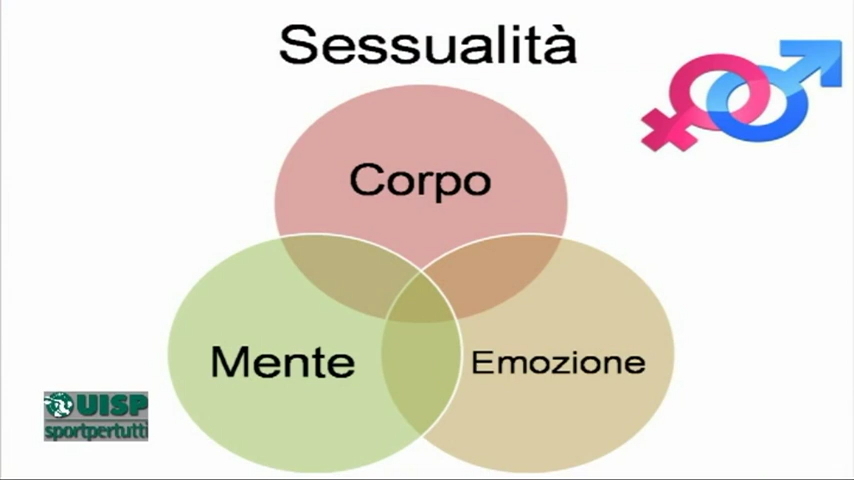 Sessualità
Corpo
Mente
Emozione
UISP
sportpertutti